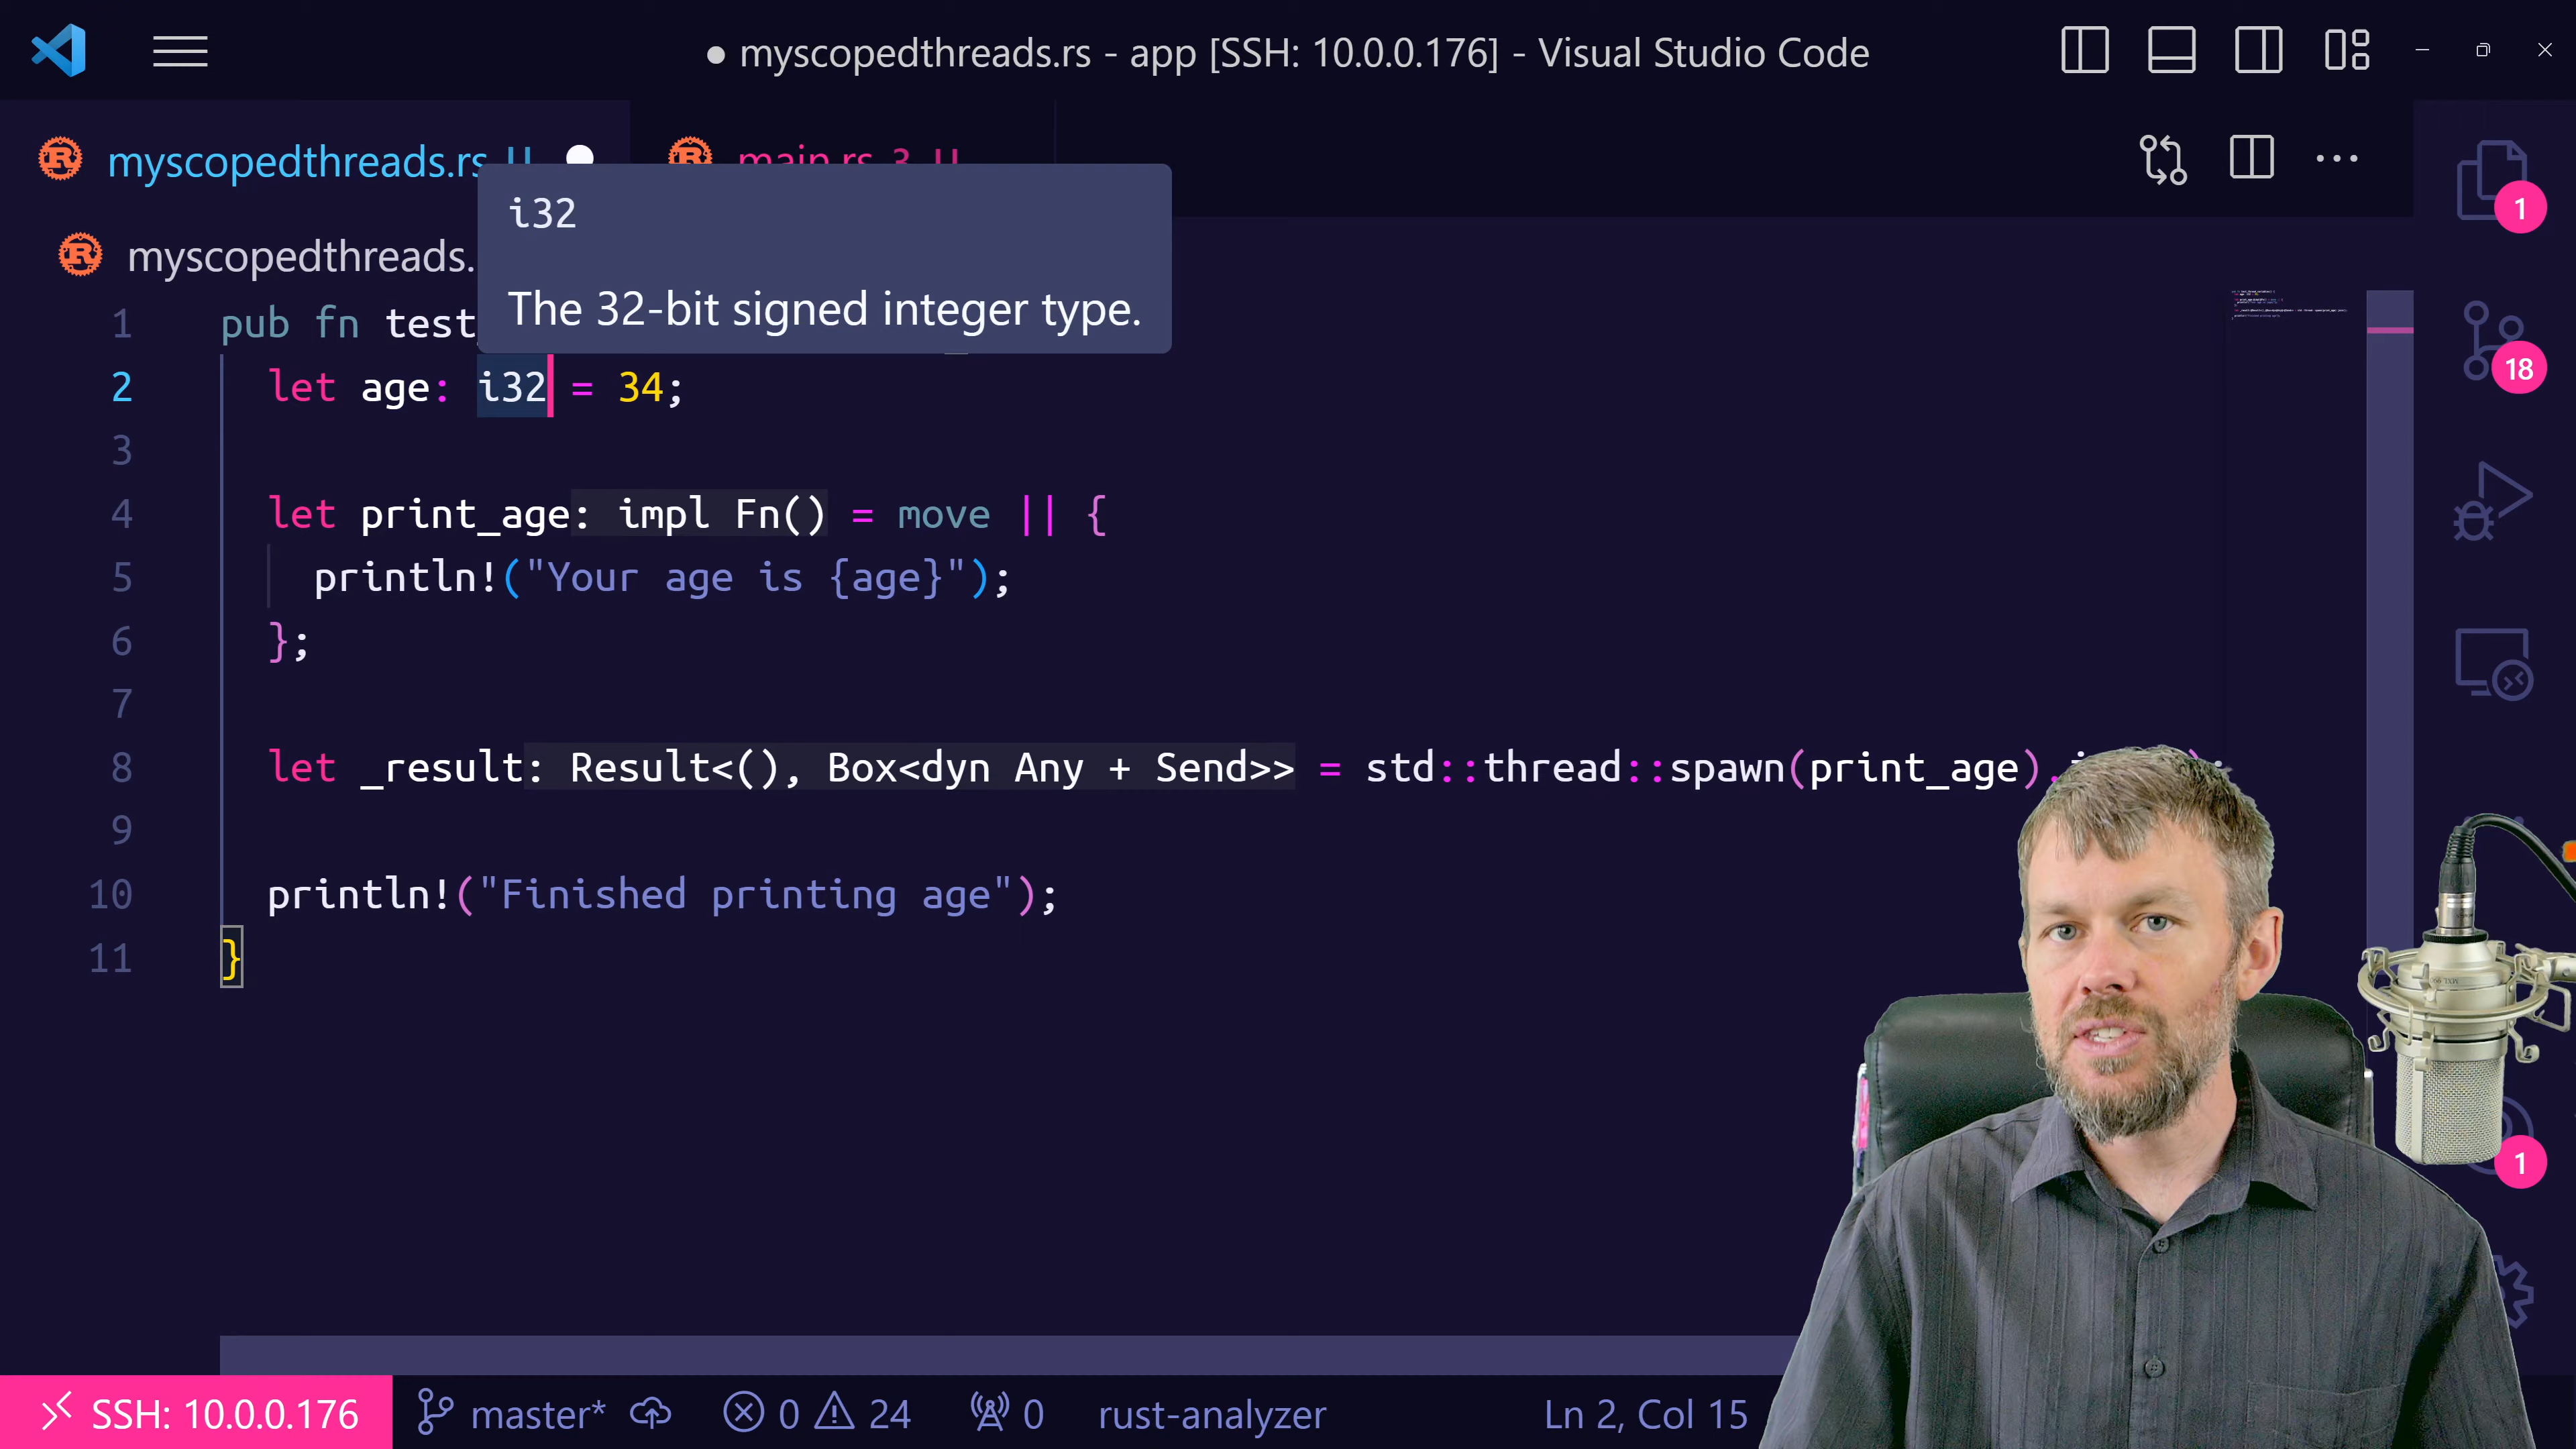 myscopedthreads.rs - app [SSH: 10.0.0.176] - Visual Studio Code
myscopedthreads.rs U
main.rs 3, U
1
myscopedthreads.
i32
The 32-bit signed integer type.
1 pub fn test_
2 let age: i32 = 34;
18
3
4 let print_age: impl Fn() = move || {
5 println!("Your age is {age}");
6 };
7
8 let _result: Result<(), Box<dyn Any + Send>> = std::thread::spawn(print_age).
9
10 println!("Finished printing age");
11 }
1
SSH: 10.0.0.176 master* 0 24 0 rust-analyzer Ln 2, Col 15